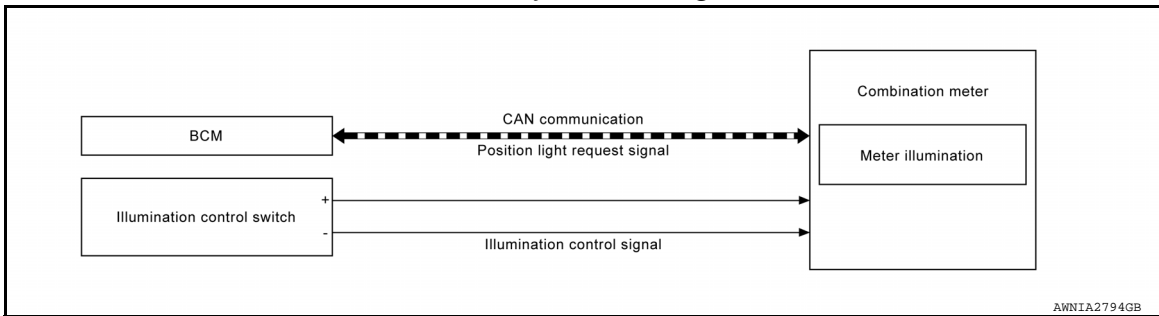 Combination meter
CAN communication
BCM
Position light request signal
Meter illumination
+
Illumination control switch
-
Illumination control signal
AWNIA2794GB